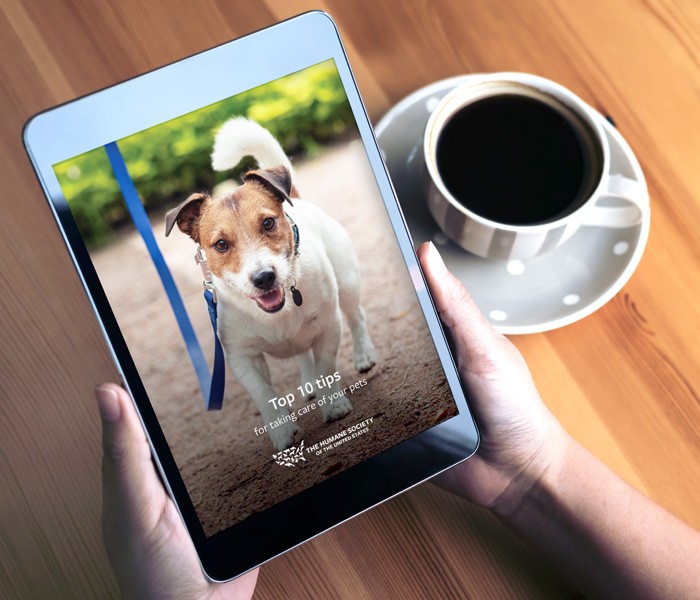 Top 10 tips
for taking care of your pets
THE HUMANE SOCIETY
OF THE UNITED STATES